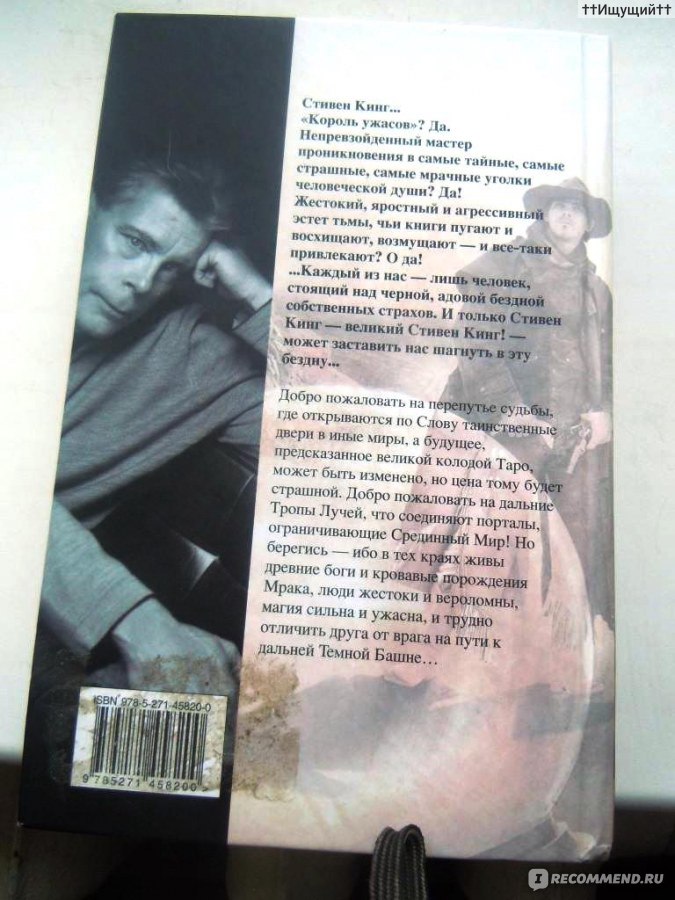 ††Ищущий††
Стивен Кинг...
«Король ужасов»? Да.
Непревзойденный мастер
проникновения в самые тайные, самые
страшные, самые мрачные уголки
человеческой души? Да!
Жестокий, яростный и агрессивный
эстет тьмы, чьи книги пугают и
восхищают, возмущают — и все-таки
привлекают? О да!
...Каждый из нас — лишь человек,
стоящий над черной, адовой бездной
собственных страхов. И только Стивен
Кинг — великий Стивен Кинг! —
может заставить нас шагнуть в эту
бездну...
Добро пожаловать на перепутье судьбы,
где открываются по Слову таинственные
двери в иные миры, а будущее,
предсказанное великой колодой Таро,
может быть изменено, но цена тому будет
страшной. Добро пожаловать на дальние
Тропы Лучей, что соединяют порталы,
ограничивающие Срединный Мир! Но
берегись — ибо в тех краях живы
древние боги и кровавые порождения
Мрака, люди жестоки и вероломны,
магия сильна и ужасна, и трудно
отличить друга от врага на пути к
дальней Темной Башне...
ISBN 978-5-271-45820-0
9 785271 458200 >
IRECOMMEND.RU